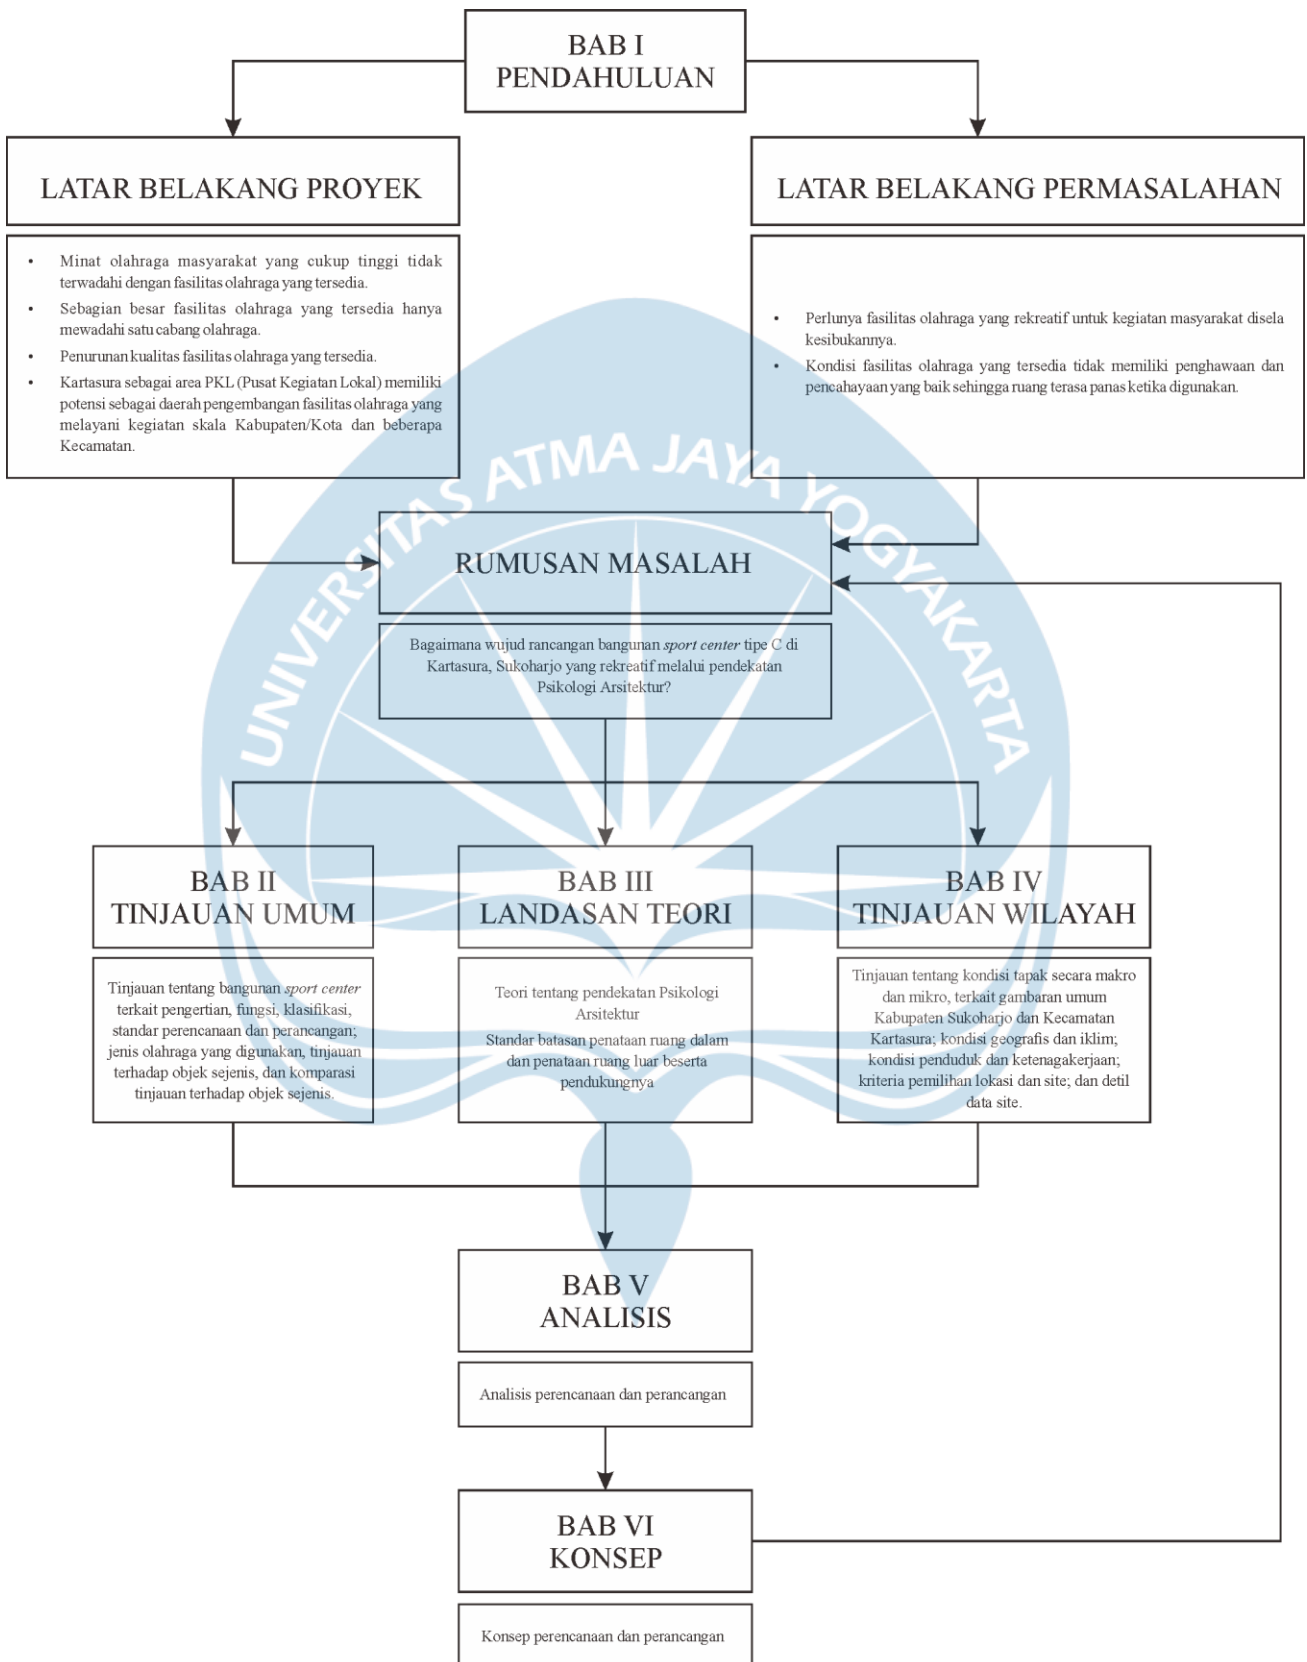 BAB I
PENDAHULUAN
LATAR BELAKANG PROYEK
• Minat olahraga masyarakat yang cukup tinggi tidak
terwadahi dengan fasilitas olahraga yang tersedia.
• Sebagian besar fasilitas olahraga yang tersedia hanya
mewadahi satu cabang olahraga.
• Penurunan kualitas fasilitas olahraga yang tersedia.
• Kartasura sebagai area PKL (Pusat Kegiatan Lokal) memiliki
potensi sebagai daerah pengembangan fasilitas olahraga yang
melayani kegiatan skala Kabupaten/Kota dan beberapa
Kecamatan.
LATAR BELAKANG PERMASALAHAN
• Perlunya fasilitas olahraga yang rekreatif untuk kegiatan masyarakat disela
kesibukannya.
• Kondisi fasilitas olahraga yang tersedia tidak memiliki penghawaan dan
pencahayaan yang baik sehingga ruang terasa panas ketika digunakan.
UNIVERSITAS ATMA JAYA YOGYAKARTA
RUMUSAN MASALAH
Bagaimana wujud rancangan bangunan sport center tipe C di
Kartasura, Sukoharjo yang rekreatif melalui pendekatan
Psikologi Arsitektur?
BAB II
TINJAUAN UMUM
Tinjauan tentang bangunan sport center
terkait pengertian, fungsi, klasifikasi,
standar perencanaan dan perancangan;
jenis olahraga yang digunakan, tinjauan
terhadap objek sejenis, dan komparasi
tinjauan terhadap objek sejenis.
BAB III
LANDASAN TEORI
Teori tentang pendekatan Psikologi
Arsitektur
Standar batasan penataan ruang dalam
dan penataan ruang luar beserta
pendukungnya
BAB IV
TINJAUAN WILAYAH
Tinjauan tentang kondisi tapak secara makro
dan mikro, terkait gambaran umum
Kabupaten Sukoharjo dan Kecamatan
Kartasura; kondisi geografis dan iklim;
kondisi penduduk dan ketenagakerjaan;
kriteria pemilihan lokasi dan site; dan detil
data site.
BAB V
ANALISIS
Analisis perencanaan dan perancangan
BAB VI
KONSEP
Konsep perencanaan dan perancangan